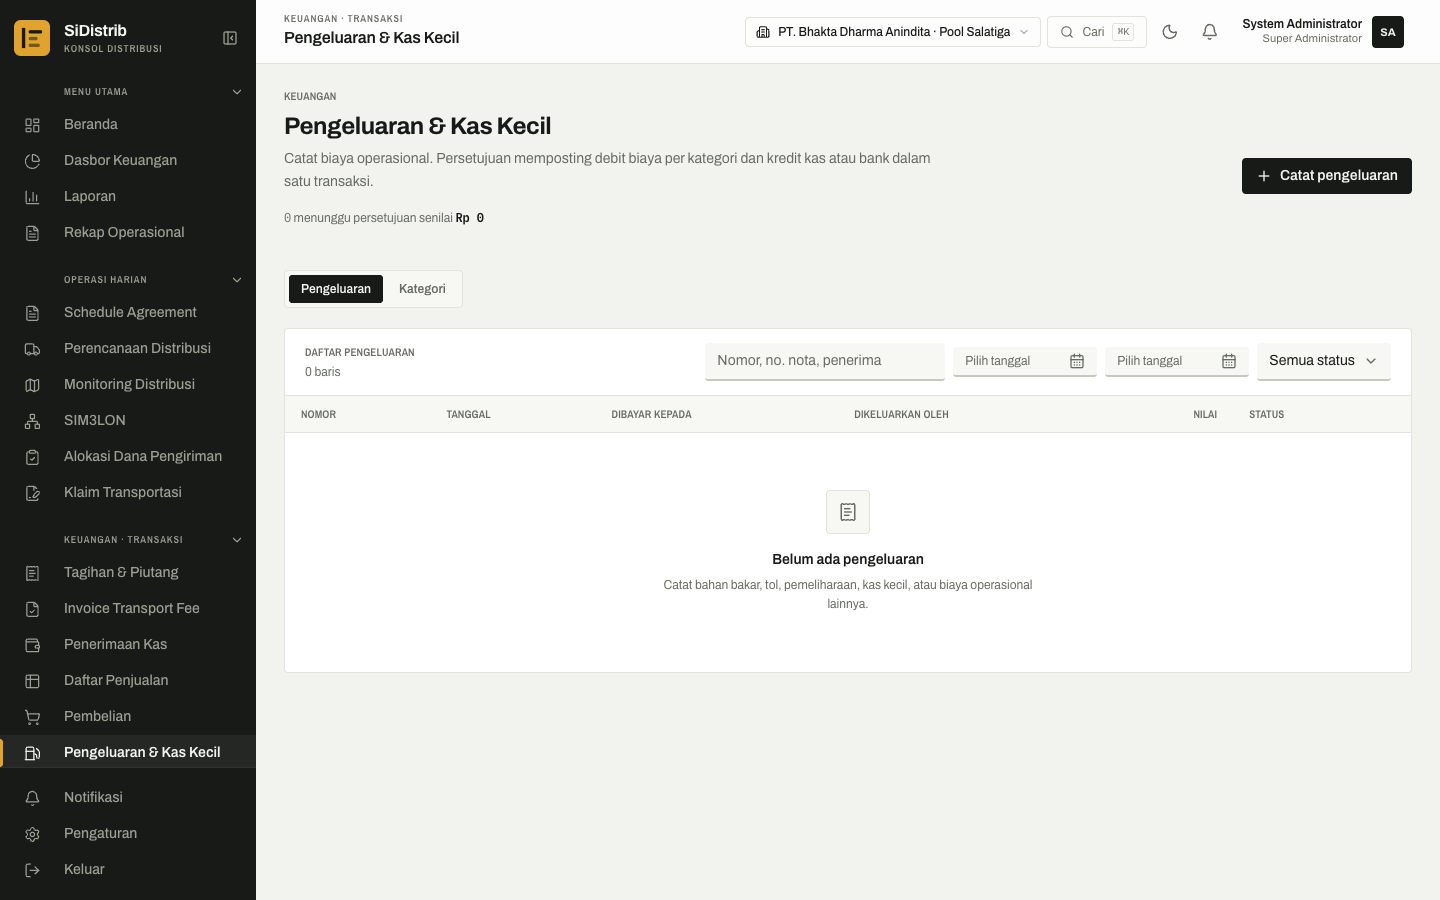 SiDistrib
KONSOL DISTRIBUSI
MENU UTAMA
Beranda
Dasbor Keuangan
Laporan
Rekap Operasional
OPERASI HARIAN
Schedule Agreement
Perencanaan Distribusi
Monitoring Distribusi
SIM3LON
Alokasi Dana Pengiriman
Klaim Transportasi
KEUANGAN · TRANSAKSI
Tagihan & Piutang
Invoice Transport Fee
Penerimaan Kas
Daftar Penjualan
Pembelian
Pengeluaran & Kas Kecil
Notifikasi
Pengaturan
Keluar
KEUANGAN · TRANSAKSI
Pengeluaran & Kas Kecil
PT. Bhakta Dharma Anindita · Pool Salatiga
Cari ⌘K
System Administrator
Super Administrator
SA
KEUANGAN
Pengeluaran & Kas Kecil
Catat biaya operasional. Persetujuan memposting debit biaya per kategori dan kredit kas atau bank dalam
satu transaksi.
0 menunggu persetujuan senilai Rp 0
Catat pengeluaran
Pengeluaran Kategori
DAFTAR PENGELUARAN
0 baris
Nomor, no. nota, penerima Pilih tanggal Pilih tanggal Semua status
NOMOR TANGGAL DIBAYAR KEPADA DIKELUARKAN OLEH NILAI STATUS
Belum ada pengeluaran
Catat bahan bakar, tol, pemeliharaan, kas kecil, atau biaya operasional
lainnya.